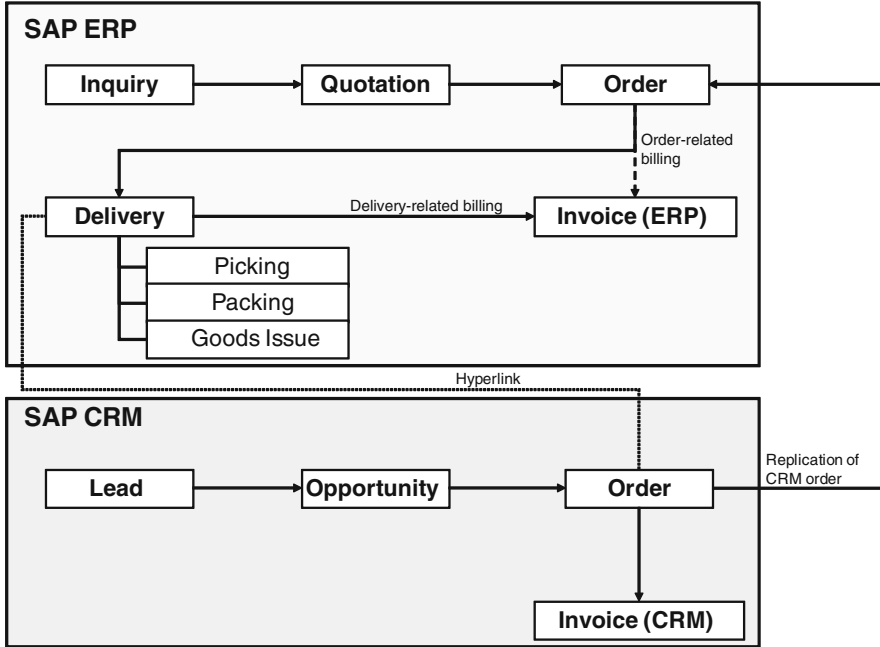 SAP ERP
Inquiry
Quotation
Order
Order-related
billing
Delivery
Delivery-related billing
Invoice (ERP)
Picking
Packing
Goods Issue
Hyperlink
SAP CRM
Lead
Opportunity
Order
Replication of
CRM order
Invoice (CRM)